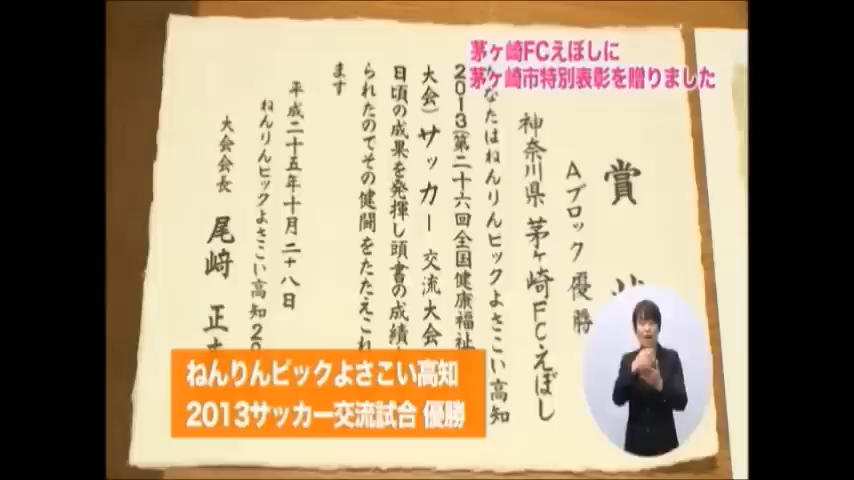 茅ヶ崎FCえぼしに
茅ヶ崎市特別表彰を贈りました
賞
Aブロック 優勝
神奈川県 茅ヶ崎FCえぼし
なたはねんりんピックよさこい高知
2013(第二十六回全国健康福祉
大会)サッカー交流大会
日頃の成果を発揮し頭書の成績
られたのでその健闘をたたえこれ
ます
平成二十五年十月二十八日
ねんりんピックよさこい高知20
大会会長 尾﨑 正
ねんりんピックよさこい高知
2013サッカー交流試合 優勝